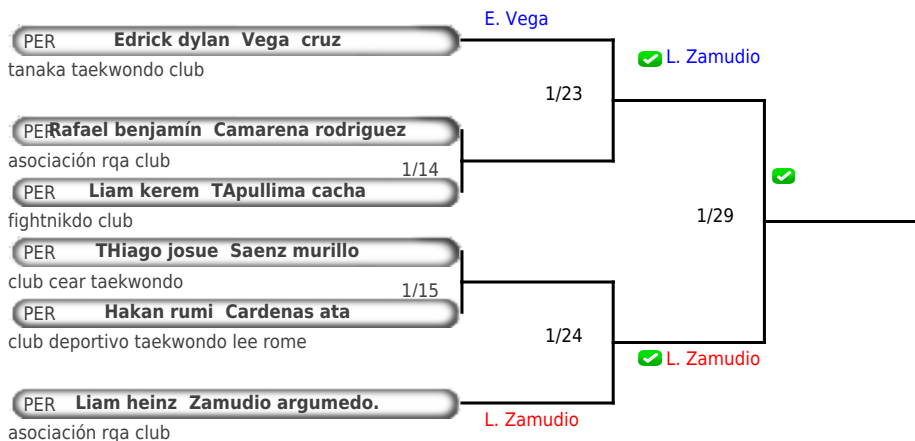 E. Vega
PER Edrick dylan Vega cruz
tanaka taekwondo club
L. Zamudio
1/23
PER Rafael benjamín Camarena rodriguez
asociación rqa club
1/14
PER Liam kerem TApullima cacha
fightnikdo club
1/29
PER THiago josue Saenz murillo
club cear taekwondo
1/15
PER Hakan rumi Cardenas ata
club deportivo taekwondo lee rome
1/24
L. Zamudio
PER Liam heinz Zamudio argumedo.
L. Zamudio
asociación rqa club